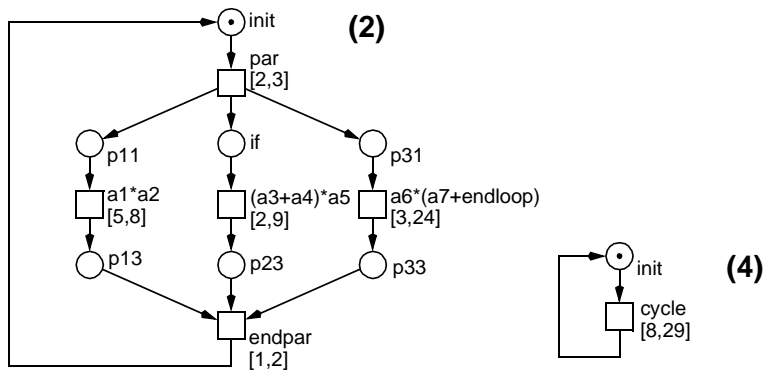 init
(2)
par
[2,3]
p11
if
p31
a1*a2
[5,8]
(a3+a4)*a5
[2,9]
a6*(a7+endloop)
[3,24]
p13
p23
p33
endpar
[1,2]
init
(4)
cycle
[8,29]